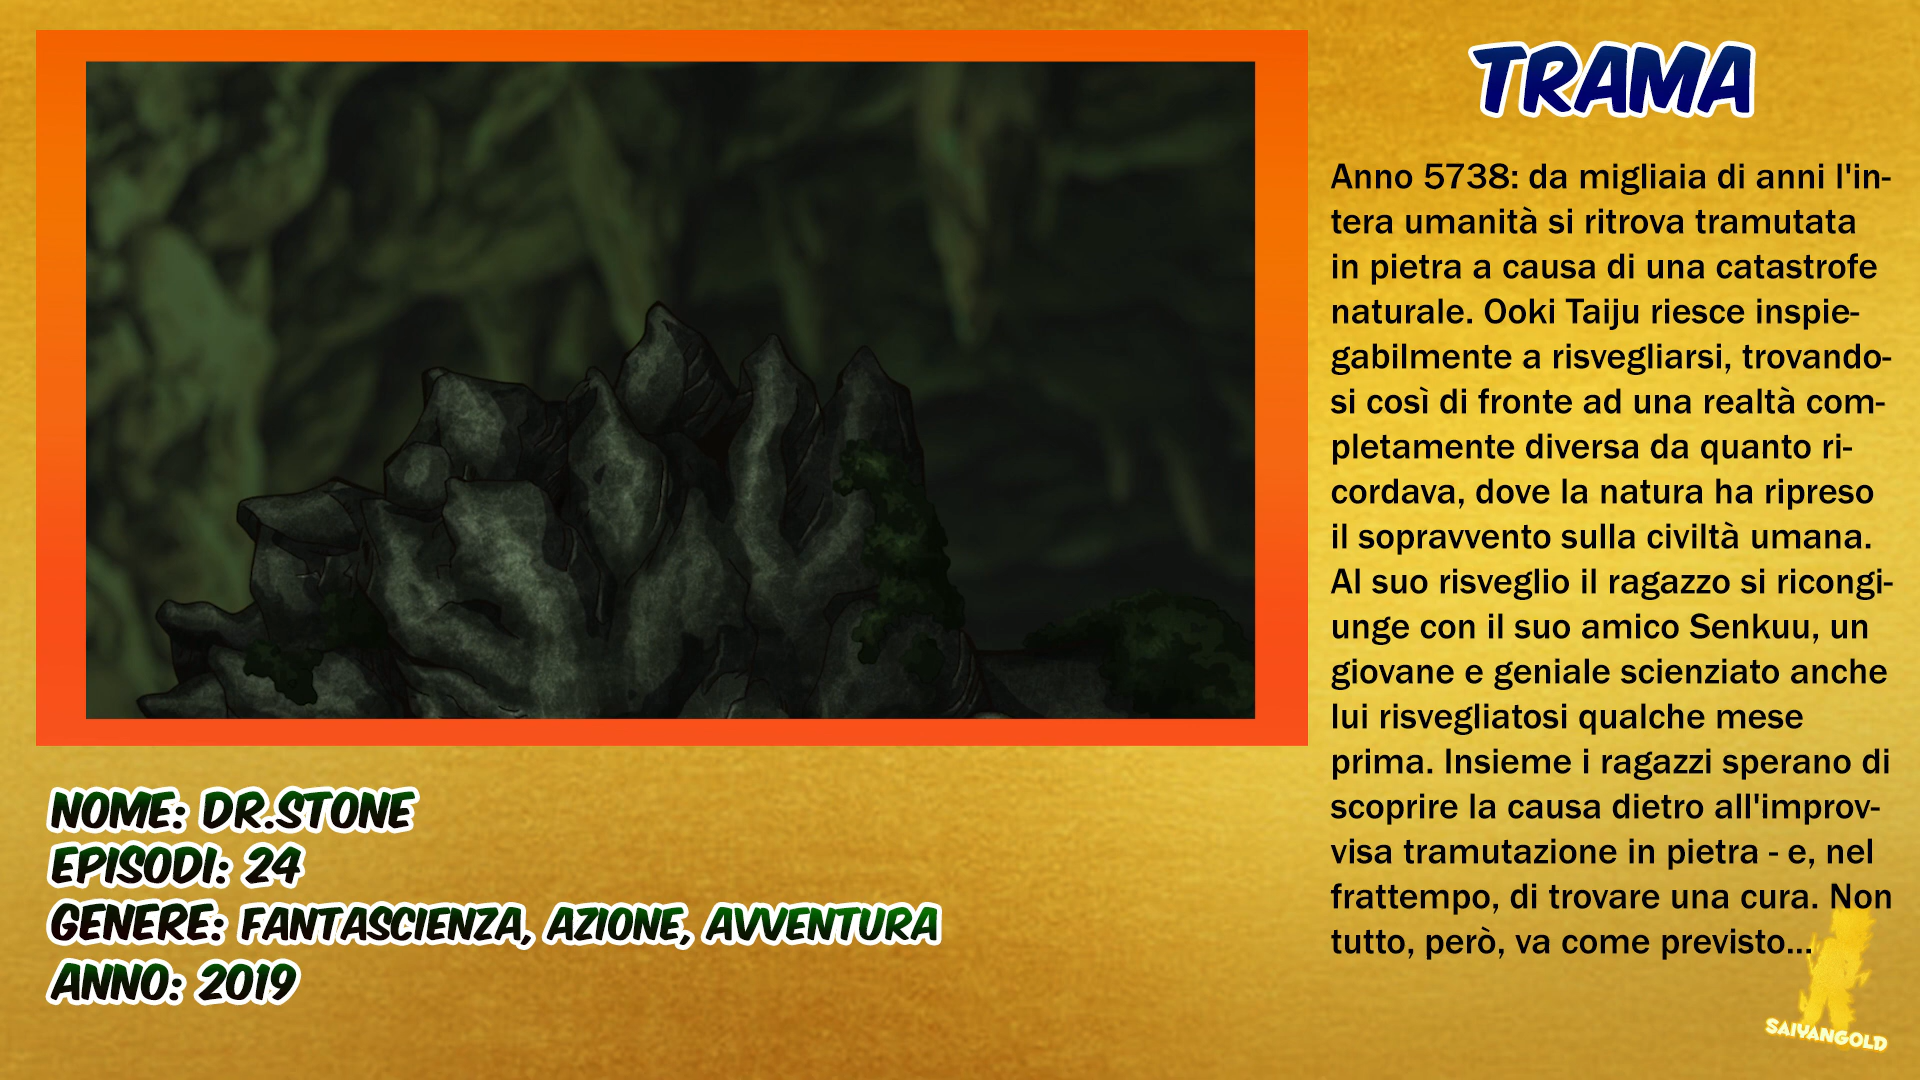 TRAMA
Anno 5738: da migliaia di anni l'in-
tera umanità si ritrova tramutata
in pietra a causa di una catastrofe
naturale. Ooki Taiju riesce inspie-
gabilmente a risvegliarsi, trovando-
si così di fronte ad una realtà com-
pletamente diversa da quanto ri-
cordava, dove la natura ha ripreso
il sopravvento sulla civiltà umana.
Al suo risveglio il ragazzo si ricongi-
unge con il suo amico Senkuu, un
giovane e geniale scienziato anche
lui risvegliatosi qualche mese
prima. Insieme i ragazzi sperano di
scoprire la causa dietro all'improv-
visa tramutazione in pietra - e, nel
frattempo, di trovare una cura. Non
tutto, però, va come previsto...
NOME: DR.STONE
EPISODI: 24
GENERE: FANTASCIENZA, AZIONE, AVVENTURA
ANNO: 2019
SAIYANGOLD